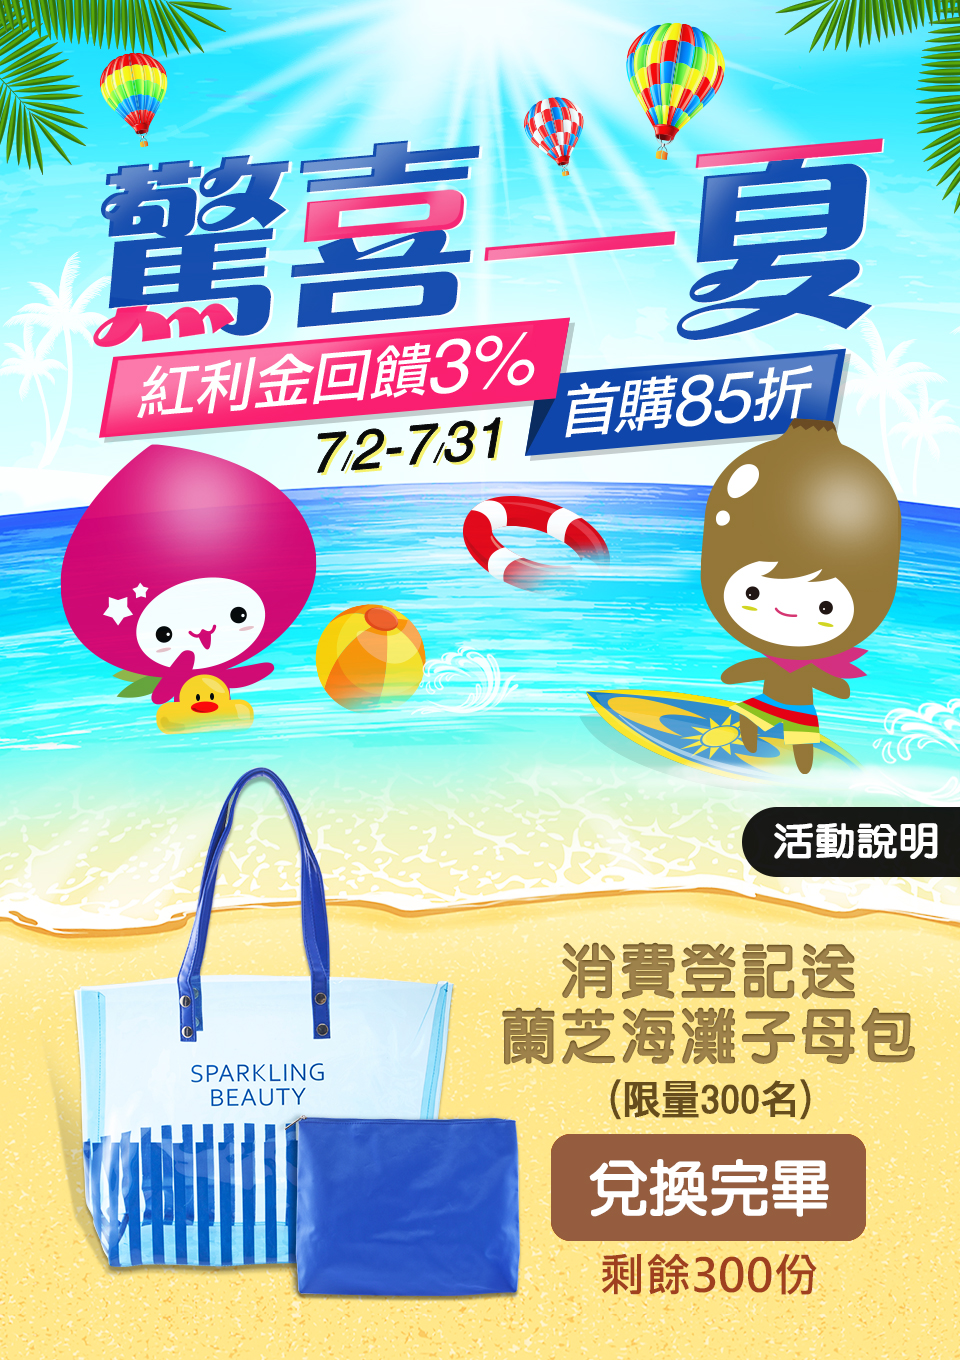 驚喜一夏
紅利金回饋3%
首購85折
7/2-7/31
活動說明
消費登記送
蘭芝海灘子母包
(限量300名)
兌換完畢
剩餘300份
SPARKLING
BEAUTY